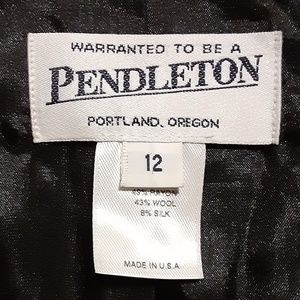 WARRANTED TO BE A
PENDLETON
PORTLAND, OREGON
12
43% WOOL
8% SILK
MADE IN U.S.A